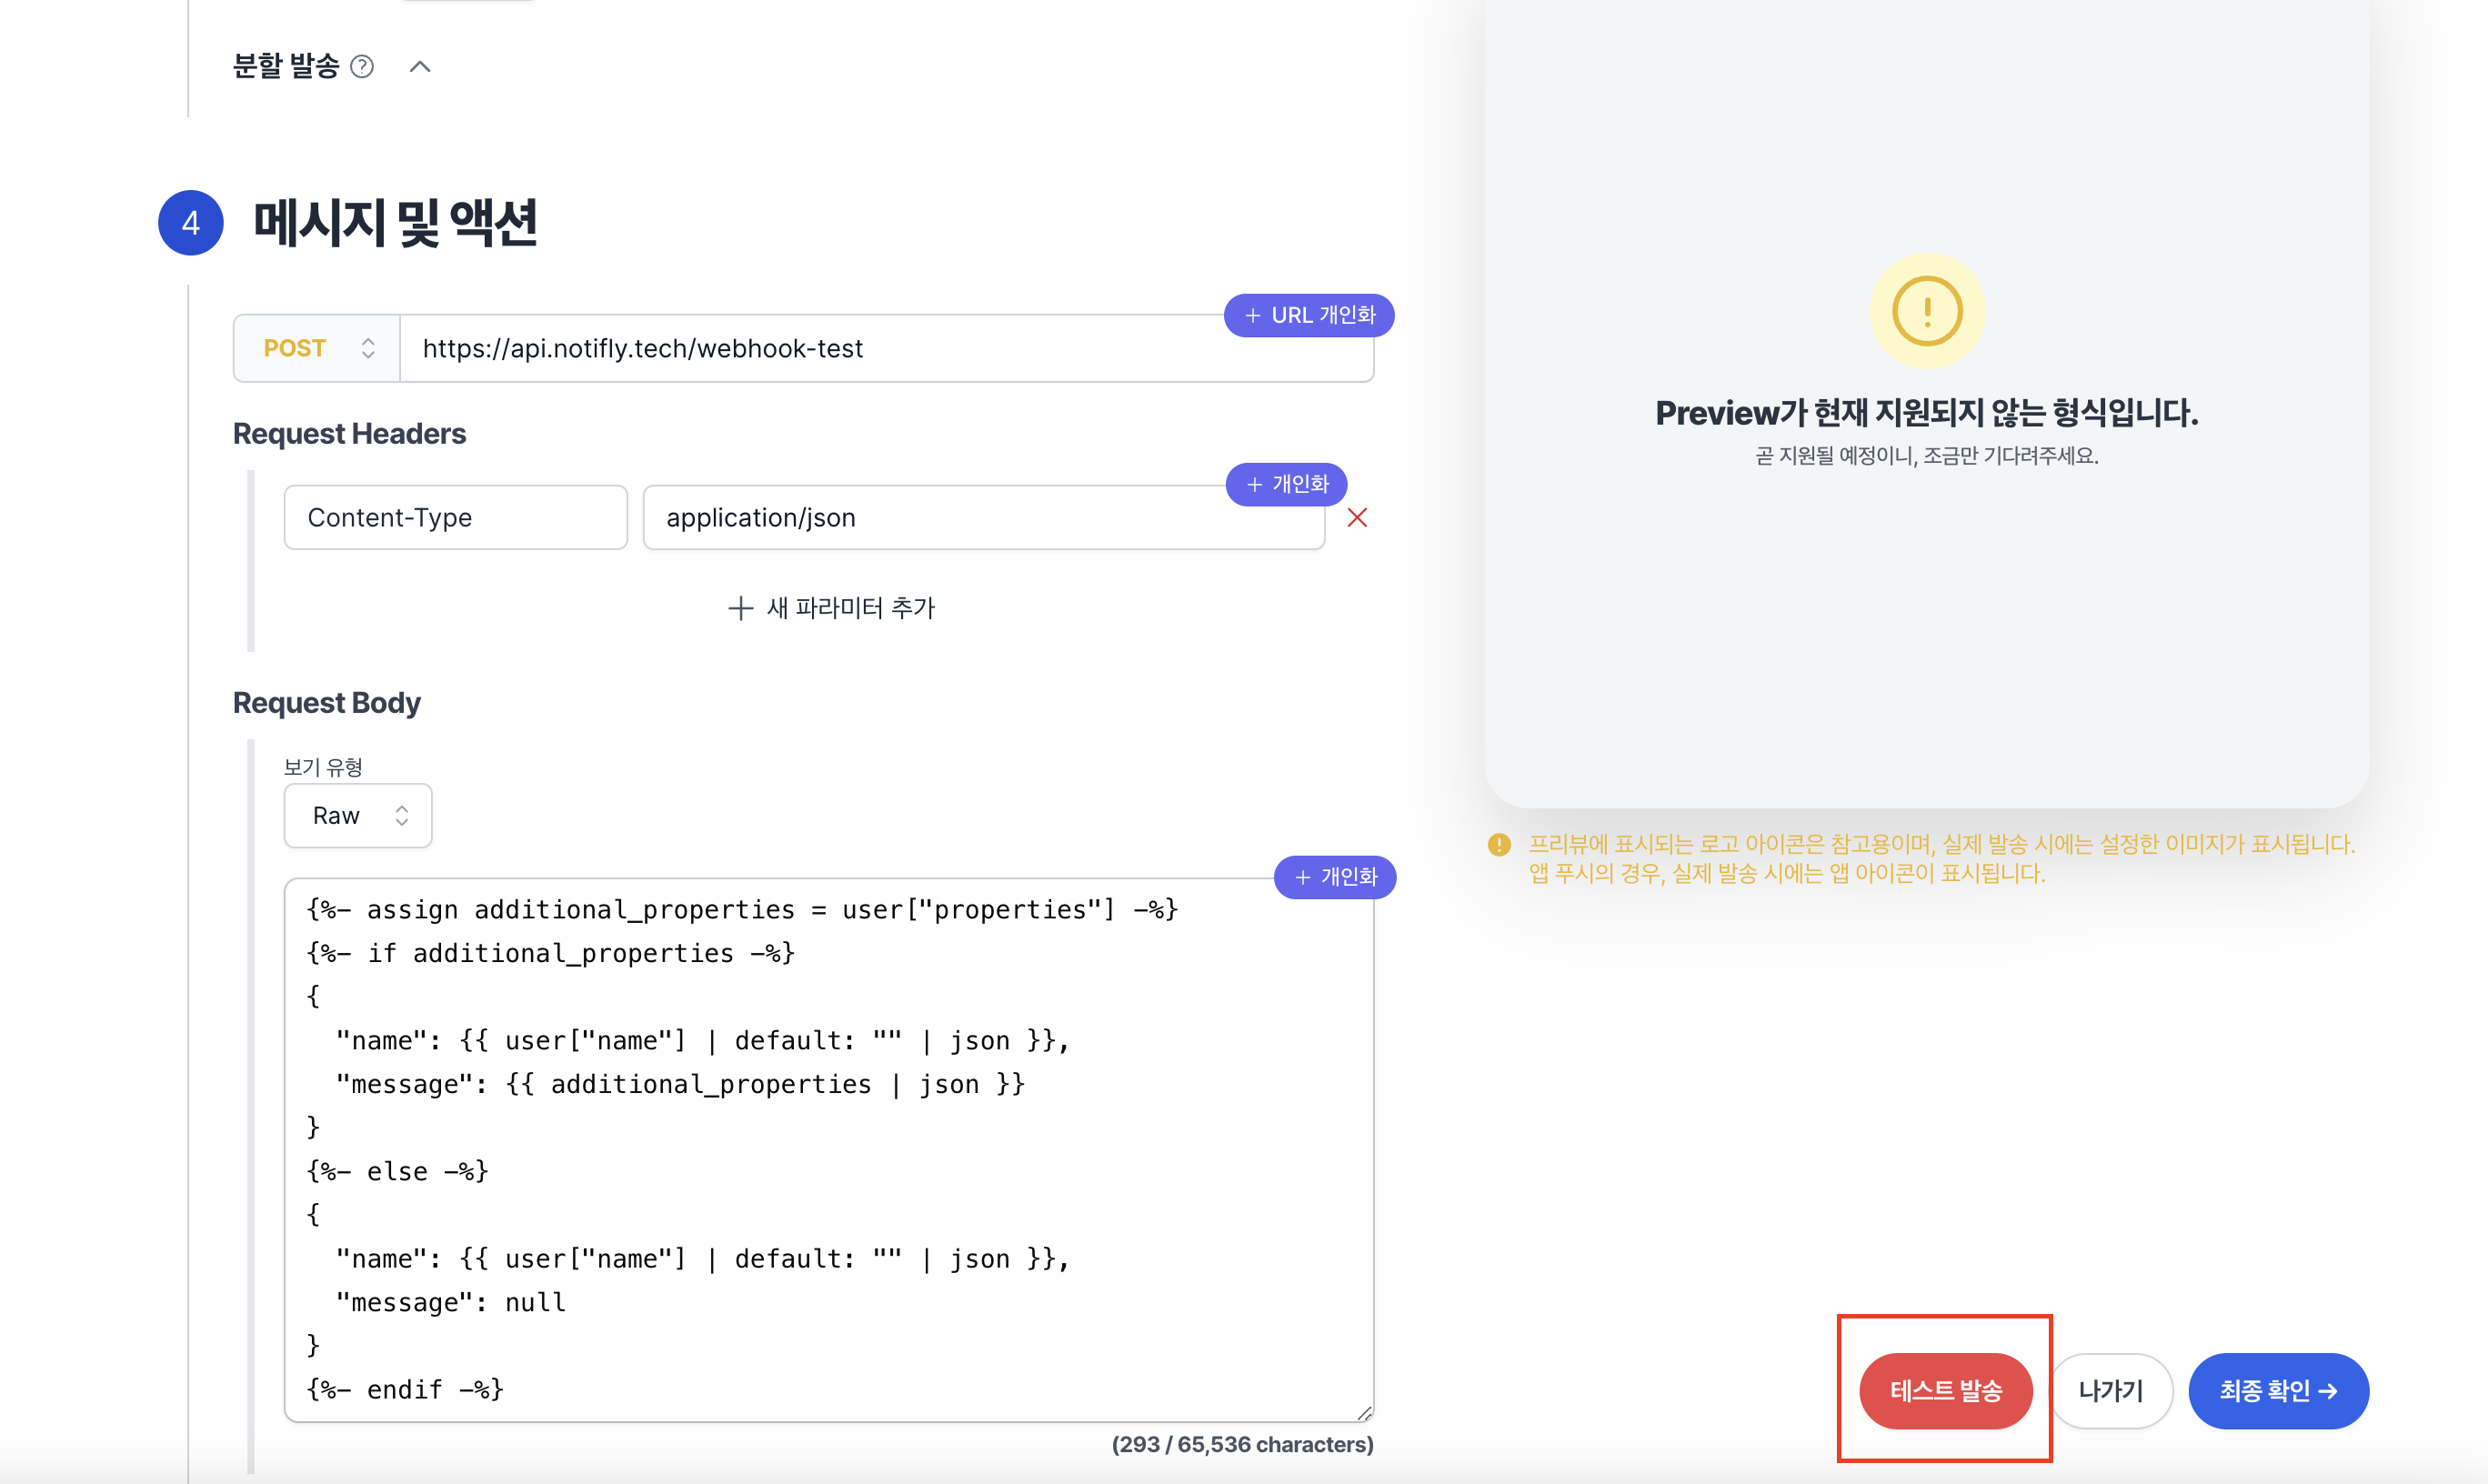 분할 발송
4 메시지 및 액션
+ URL 개인화
POST https://api.notifly.tech/webhook-test
Request Headers
+ 개인화
Content-Type application/json
+ 새 파라미터 추가
Request Body
보기 유형
Raw
+ 개인화
{%- assign additional_properties = user["properties"] -%}
{%- if additional_properties -%}
{
  "name": {{ user["name"] | default: "" | json }},
  "message": {{ additional_properties | json }}
}
{%- else -%}
{
  "name": {{ user["name"] | default: "" | json }},
  "message": null
}
{%- endif -%}
(293 / 65,536 characters)
Preview가 현재 지원되지 않는 형식입니다.
곧 지원될 예정이니, 조금만 기다려주세요.
프리뷰에 표시되는 로고 아이콘은 참고용이며, 실제 발송 시에는 설정한 이미지가 표시됩니다.
앱 푸시의 경우, 실제 발송 시에는 앱 아이콘이 표시됩니다.
테스트 발송 나가기 최종 확인 →